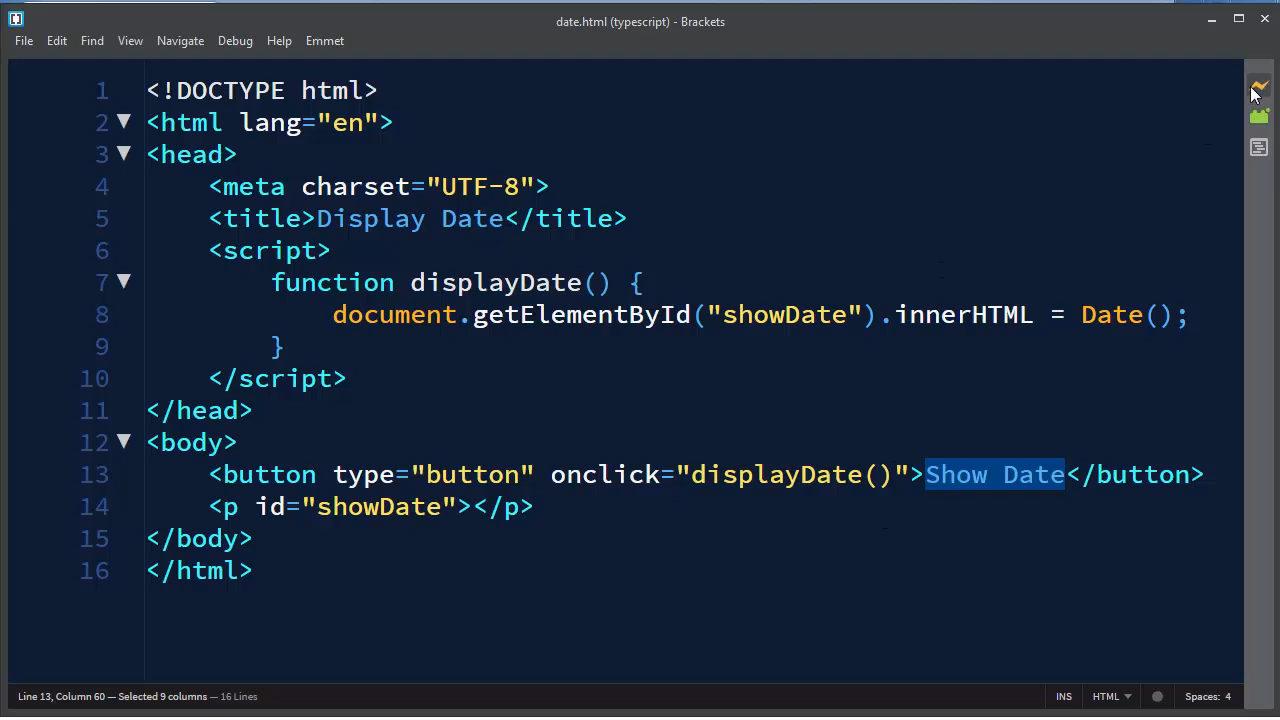 date.html (typescript) - Brackets
File Edit Find View Navigate Debug Help Emmet
1 <!DOCTYPE html>
2 <html lang="en">
3 <head>
4 <meta charset="UTF-8">
5 <title>Display Date</title>
6 <script>
7 function displayDate() {
8 document.getElementById("showDate").innerHTML = Date();
9 }
10 </script>
11 </head>
12 <body>
13 <button type="button" onclick="displayDate()">Show Date</button>
14 <p id="showDate"></p>
15 </body>
16 </html>
Line 13, Column 60 — Selected 9 columns — 16 Lines INS HTML Spaces: 4